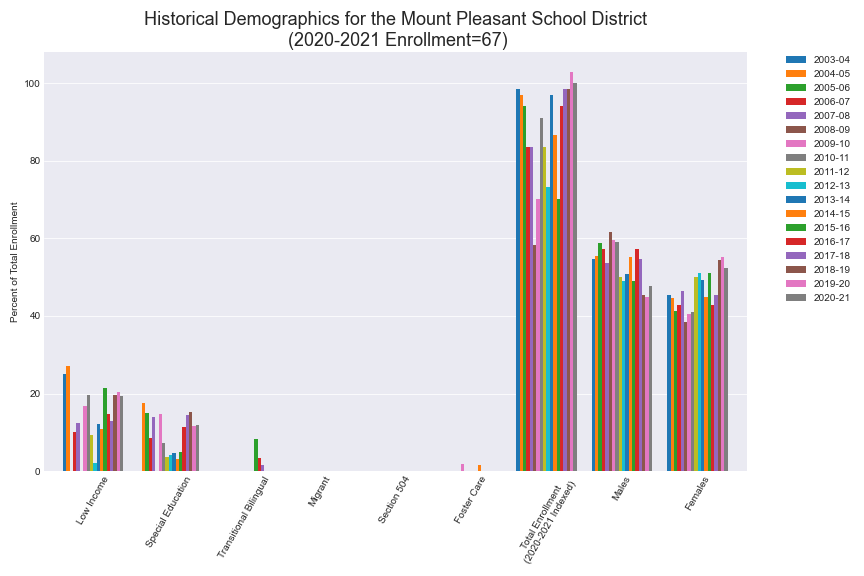 Historical Demographics for the Mount Pleasant School District
(2020-2021 Enrollment=67)
Percent of Total Enrollment
100
80
60
40
20
0
Low Income
Special Education
Transitional Bilingual
Migrant
Section 504
Foster Care
Total Enrollment
(2020-2021 Indexed)
Males
Females
2003-04
2004-05
2005-06
2006-07
2007-08
2008-09
2009-10
2010-11
2011-12
2012-13
2013-14
2014-15
2015-16
2016-17
2017-18
2018-19
2019-20
2020-21